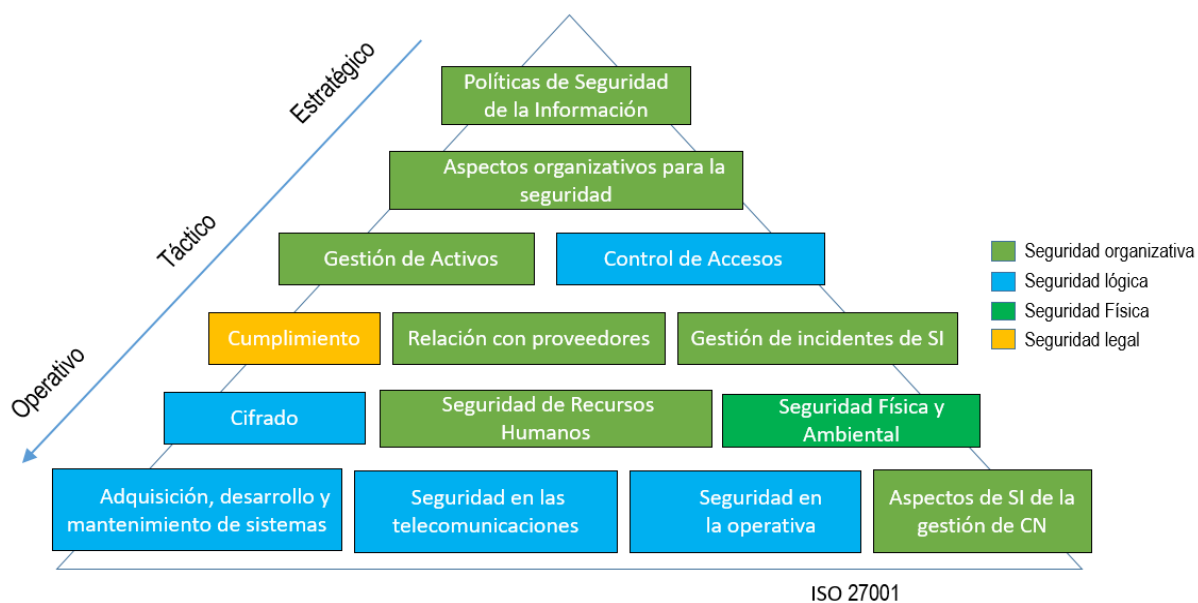 Estratégico
Táctico
Operativo
Políticas de Seguridad
de la Información
Aspectos organizativos para la
seguridad
Gestión de Activos
Control de Accesos
Cumplimiento
Relación con proveedores
Gestión de incidentes de SI
Cifrado
Seguridad de Recursos
Humanos
Seguridad Física y
Ambiental
Adquisición, desarrollo y
mantenimiento de sistemas
Seguridad en las
telecomunicaciones
Seguridad en
la operativa
Aspectos de SI de la
gestión de CN
Seguridad organizativa
Seguridad lógica
Seguridad Física
Seguridad legal
ISO 27001